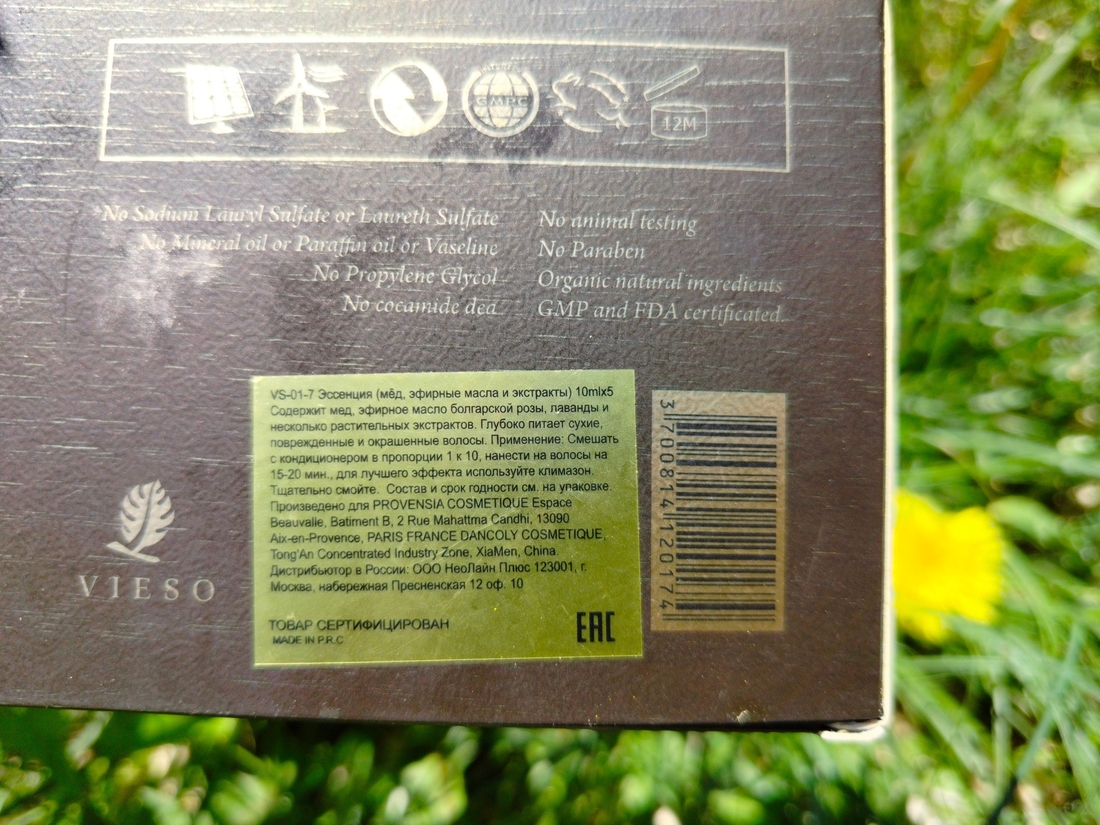 GMPC
12M
No Sodium Lauryl Sulfate or Laureth Sulfate
No Mineral oil or Paraffin oil or Vaseline
No Propylene Glycol
No cocamide dea
No animal testing
No Paraben
Organic natural ingredients
GMP and FDA certificated.
VS-01-7 Эссенция (мёд, эфирные масла и экстракты) 10mlx5
Содержит мед, эфирное масло болгарской розы, лаванды и
несколько растительных экстрактов. Глубоко питает сухие,
поврежденные и окрашенные волосы. Применение: Смешать
с кондиционером в пропорции 1 к 10, нанести на волосы на
15-20 мин., для лучшего эффекта используйте климазон.
Тщательно смойте. Состав и срок годности см. на упаковке.
Произведено для PROVENSIA COSMETIQUE Espace
Beauvalle, Batiment B, 2 Rue Mahattma Candhi, 13090
Aix-en-Provence, PARIS FRANCE DANCOLY COSMETIQUE,
Tong'An Concentrated Industry Zone, XiaMen, China.
Дистрибьютор в России: ООО НеоЛайн Плюс 123001, г.
Москва, набережная Пресненская 12 оф. 10
ТОВАР СЕРТИФИЦИРОВАН
MADE IN P.R.C
EAC
3 700814 120174
VIESO